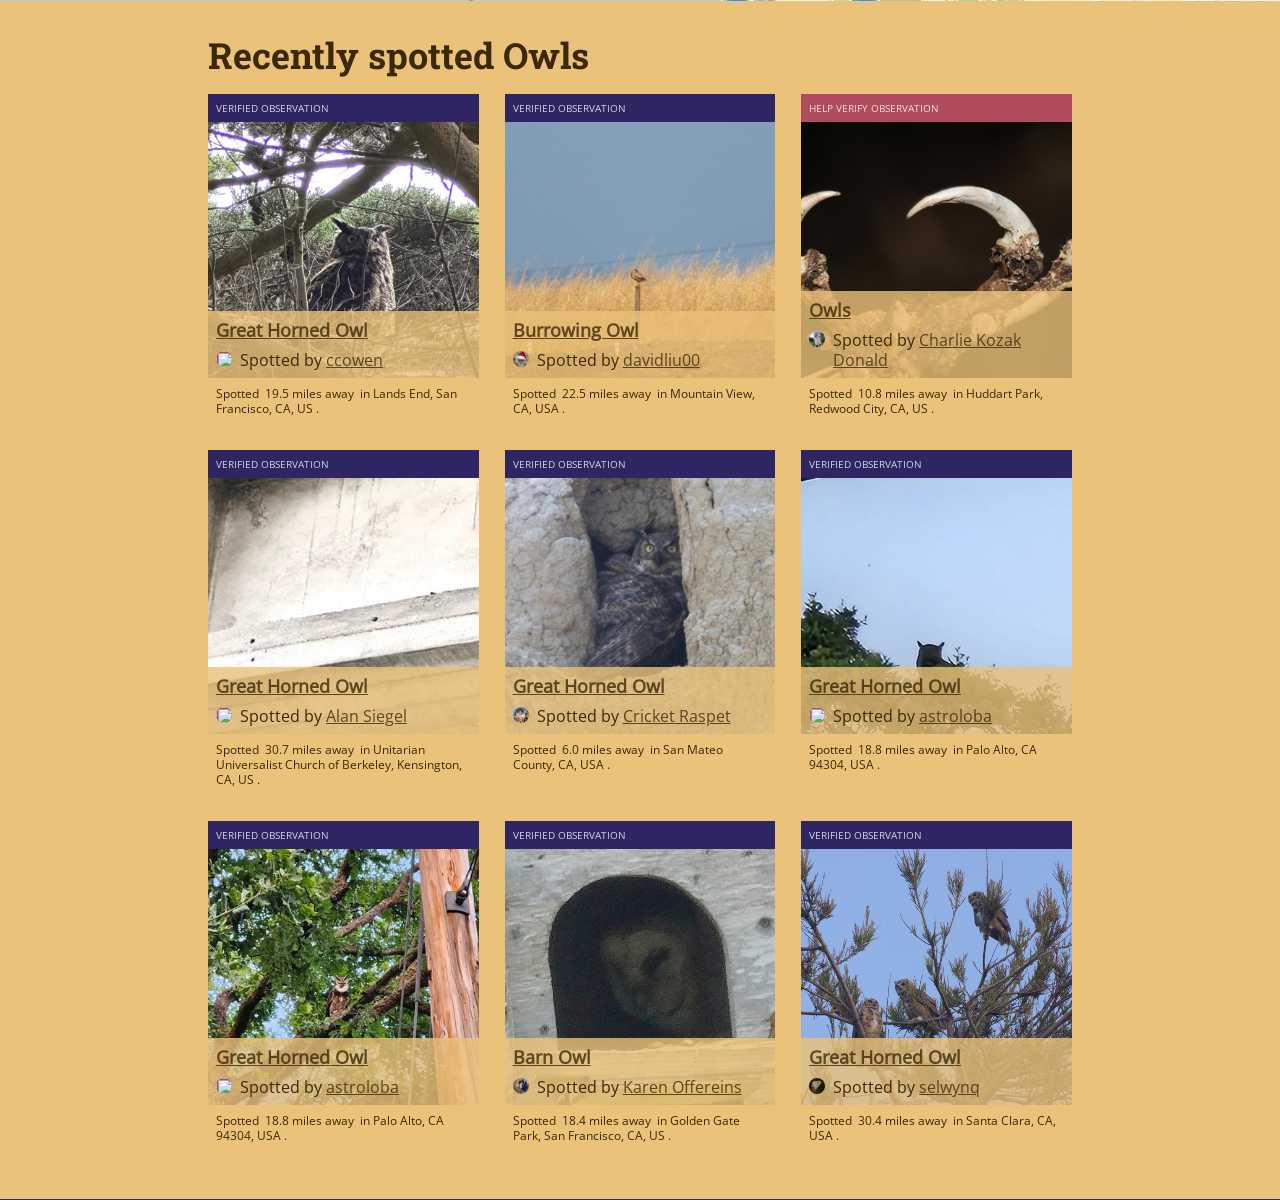 Recently spotted Owls
VERIFIED OBSERVATION
Great Horned Owl
Spotted by ccowen
Spotted 19.5 miles away in Lands End, San
Francisco, CA, US .
VERIFIED OBSERVATION
Burrowing Owl
Spotted by davidliu00
Spotted 22.5 miles away in Mountain View,
CA, USA .
HELP VERIFY OBSERVATION
Owls
Spotted by Charlie Kozak
Donald
Spotted 10.8 miles away in Huddart Park,
Redwood City, CA, US .
VERIFIED OBSERVATION
Great Horned Owl
Spotted by Alan Siegel
Spotted 30.7 miles away in Unitarian
Universalist Church of Berkeley, Kensington,
CA, US .
VERIFIED OBSERVATION
Great Horned Owl
Spotted by Cricket Raspet
Spotted 6.0 miles away in San Mateo
County, CA, USA .
VERIFIED OBSERVATION
Great Horned Owl
Spotted by astroloba
Spotted 18.8 miles away in Palo Alto, CA
94304, USA .
VERIFIED OBSERVATION
Great Horned Owl
Spotted by astroloba
Spotted 18.8 miles away in Palo Alto, CA
94304, USA .
VERIFIED OBSERVATION
Barn Owl
Spotted by Karen Offereins
Spotted 18.4 miles away in Golden Gate
Park, San Francisco, CA, US .
VERIFIED OBSERVATION
Great Horned Owl
Spotted by selwynq
Spotted 30.4 miles away in Santa Clara, CA,
USA .